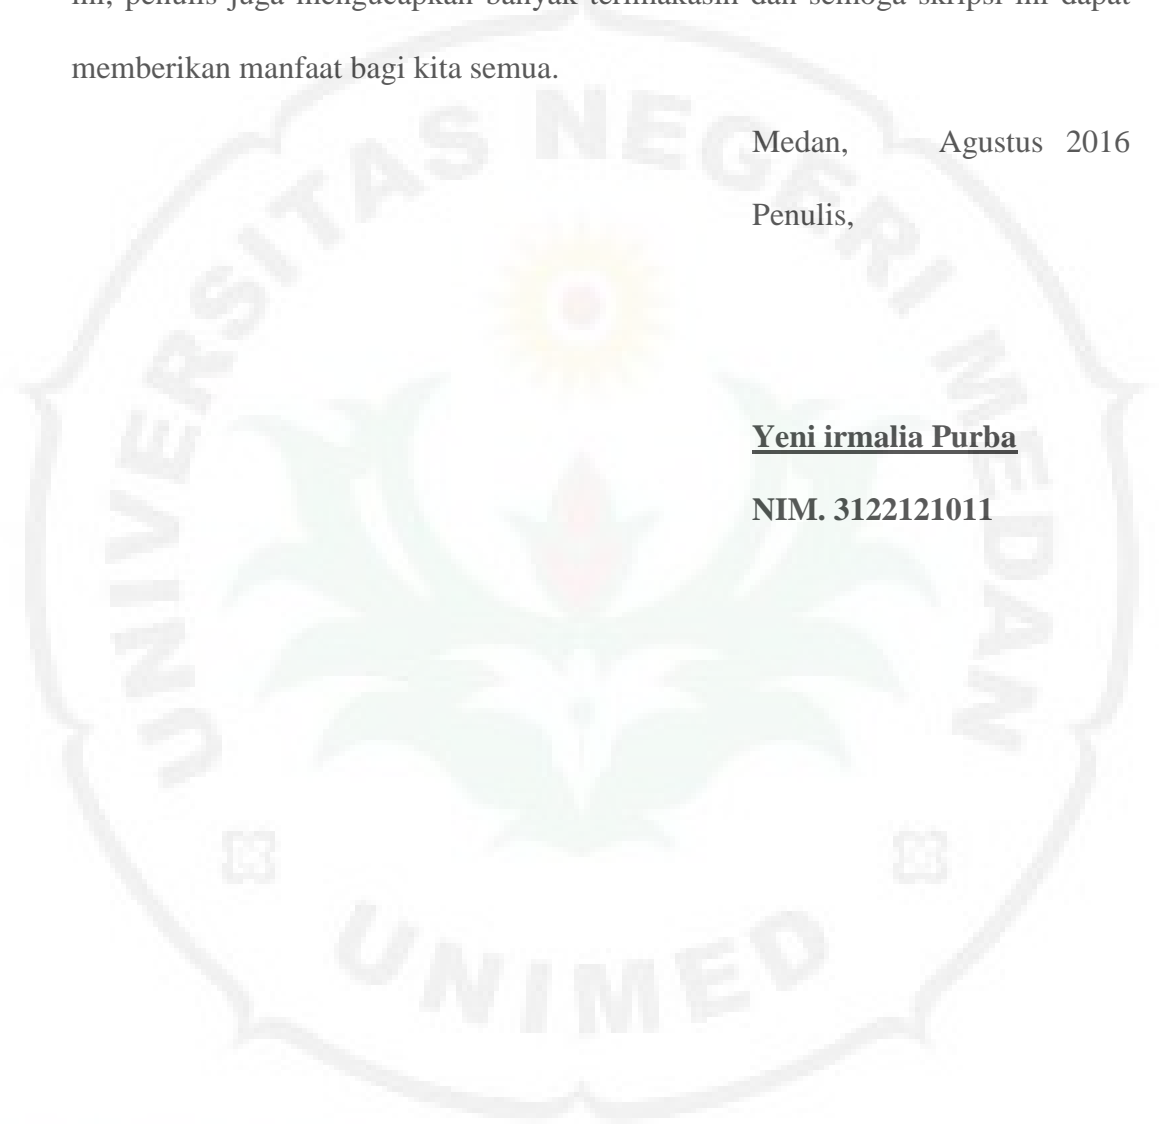 ini, penulis juga mengucapkan banyak terimakasih dan semoga skripsi ini dapat
memberikan manfaat bagi kita semua.
Medan, Agustus 2016
Penulis,
Yeni irmalia Purba
NIM. 3122121011
UNIVERSITAS NEGERI MEDAN
UNIMED